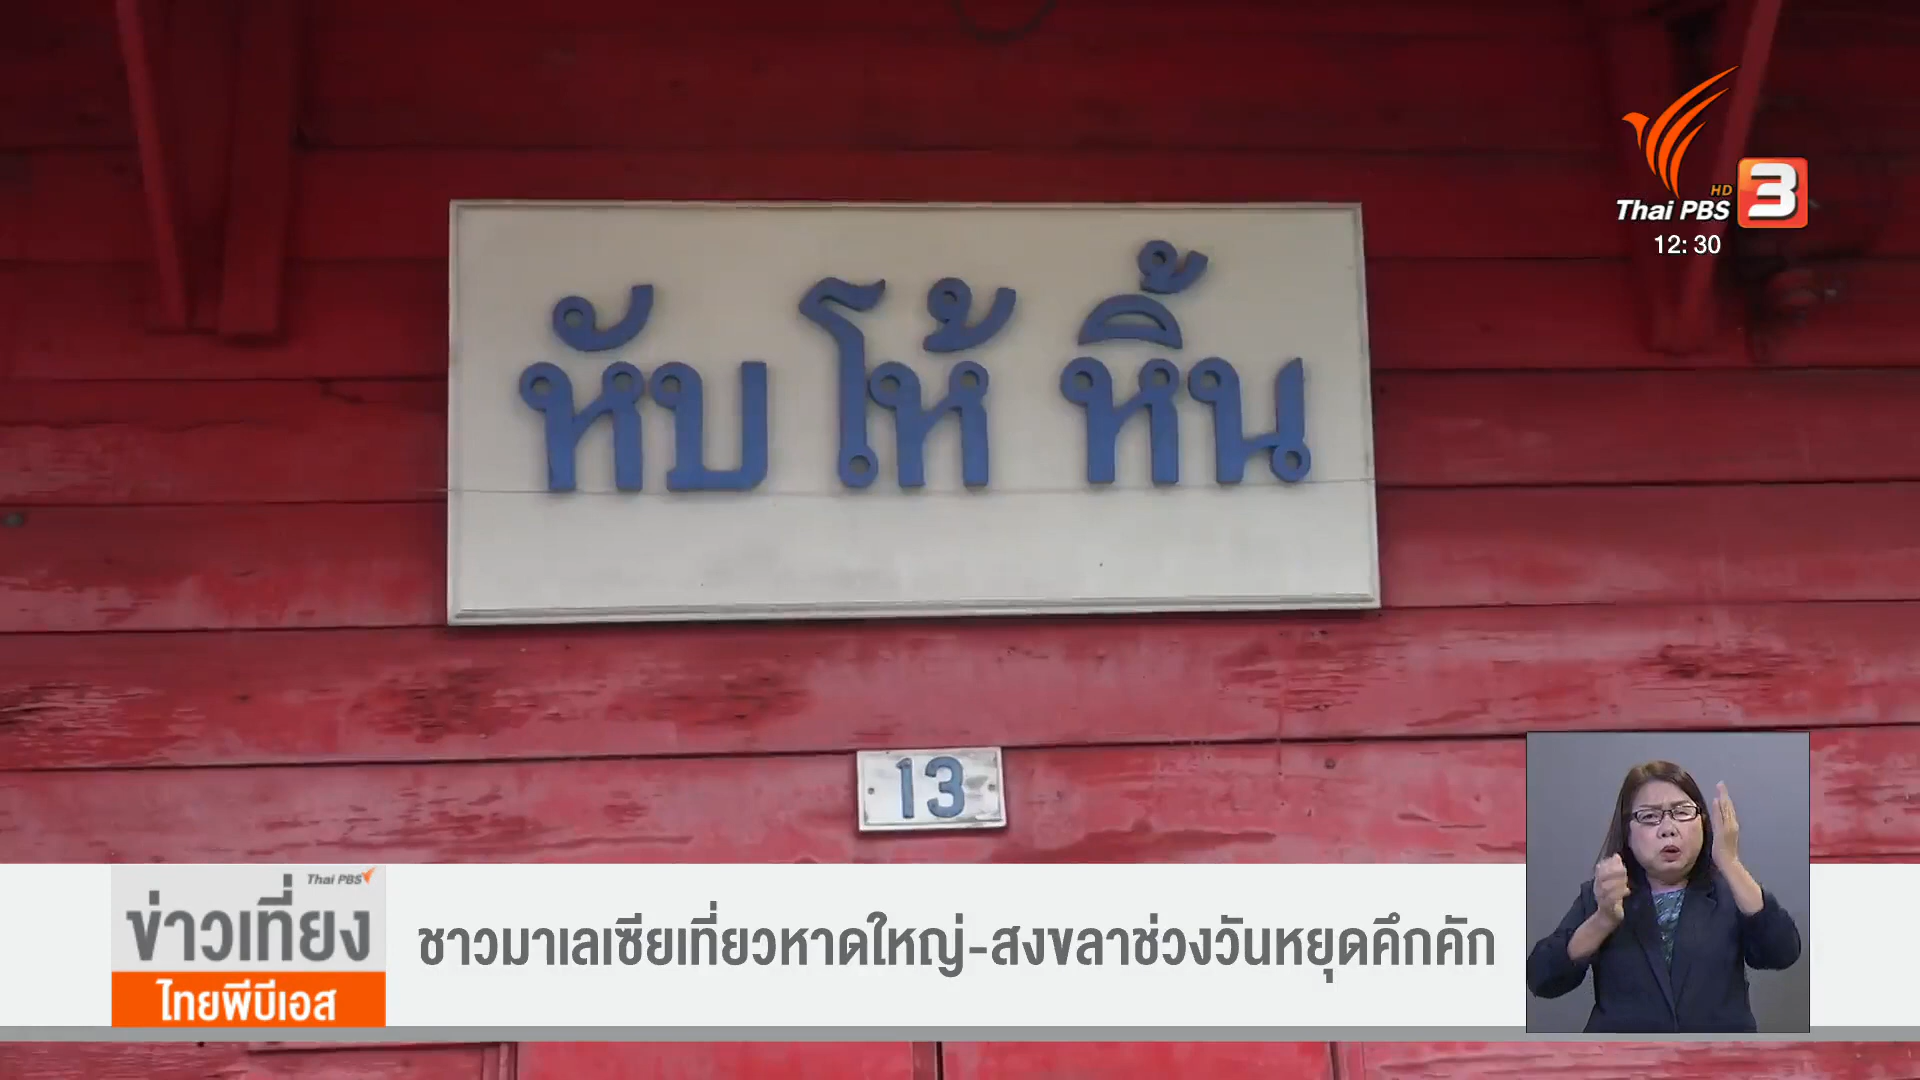 หับ โห้ หิ้น
HD
Thai PBS 3
12:30
13
Thai PBS
ข่าวเที่ยง
ไทยพีบีเอส
ชาวมาเลเซียเที่ยวหาดใหญ่-สงขลาช่วงวันหยุดคึกคัก